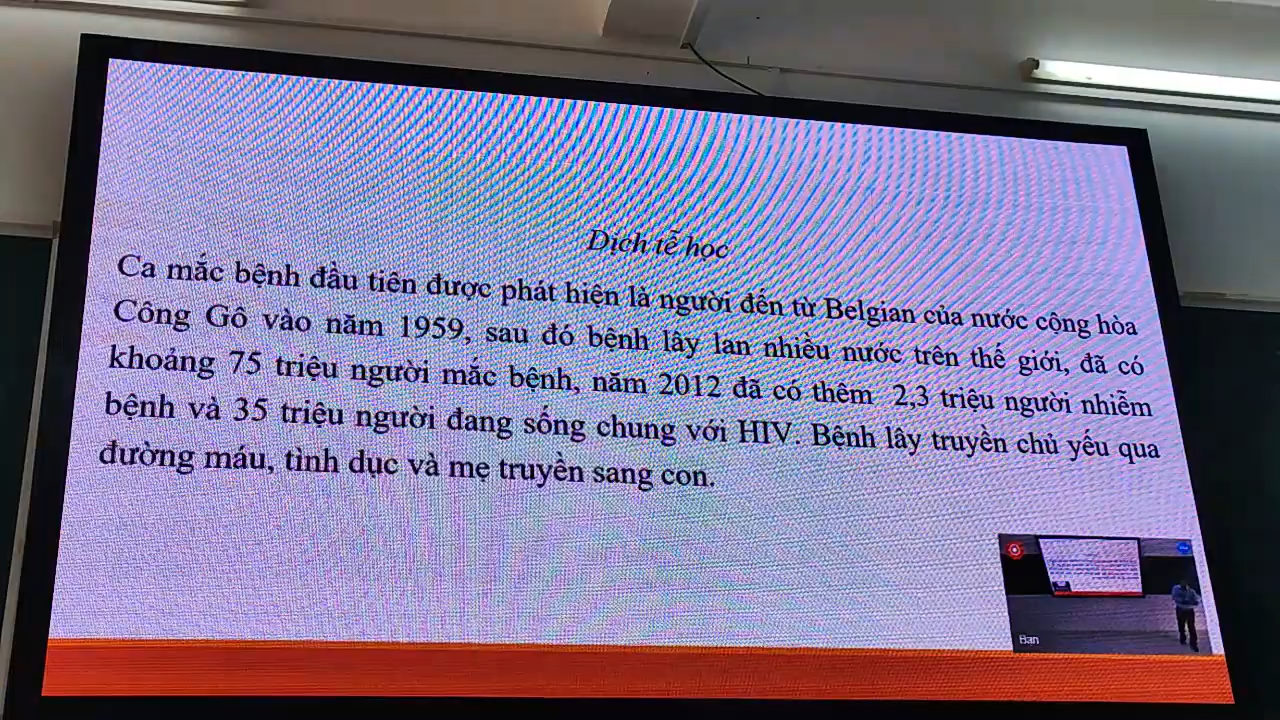 Dịch tễ học
Ca mắc bệnh đầu tiên được phát hiện là người đến từ Belgian của nước cộng hòa
Công Gô vào năm 1959, sau đó bệnh lây lan nhiều nước trên thế giới, đã có
khoảng 75 triệu người mắc bệnh, năm 2012 đã có thêm 2,3 triệu người nhiễm
bệnh và 35 triệu người đang sống chung với HIV. Bệnh lây truyền chủ yếu qua
đường máu, tình dục và mẹ truyền sang con.
Ban